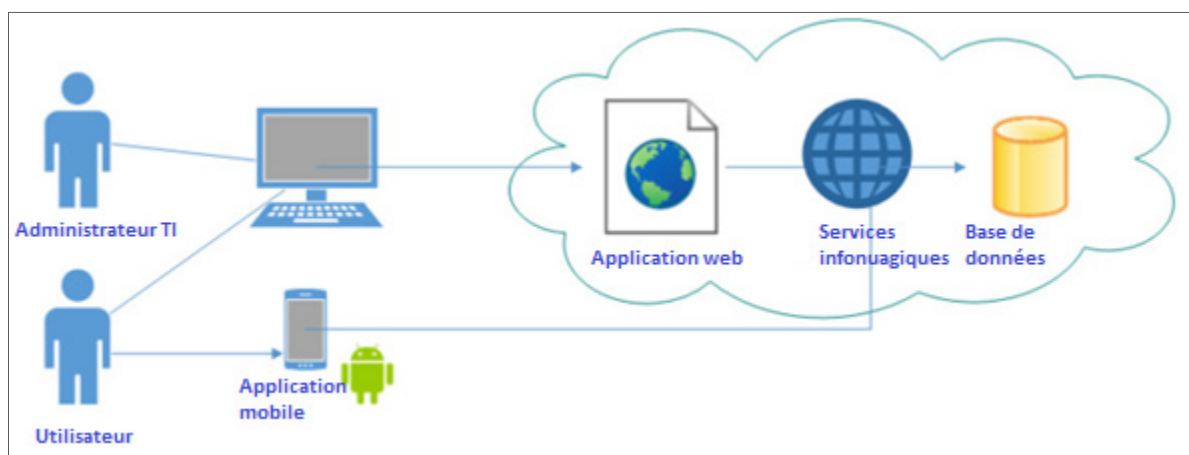 Administrateur TI
Application web
Services
infonuagiques
Base de
données
Application
mobile
Utilisateur